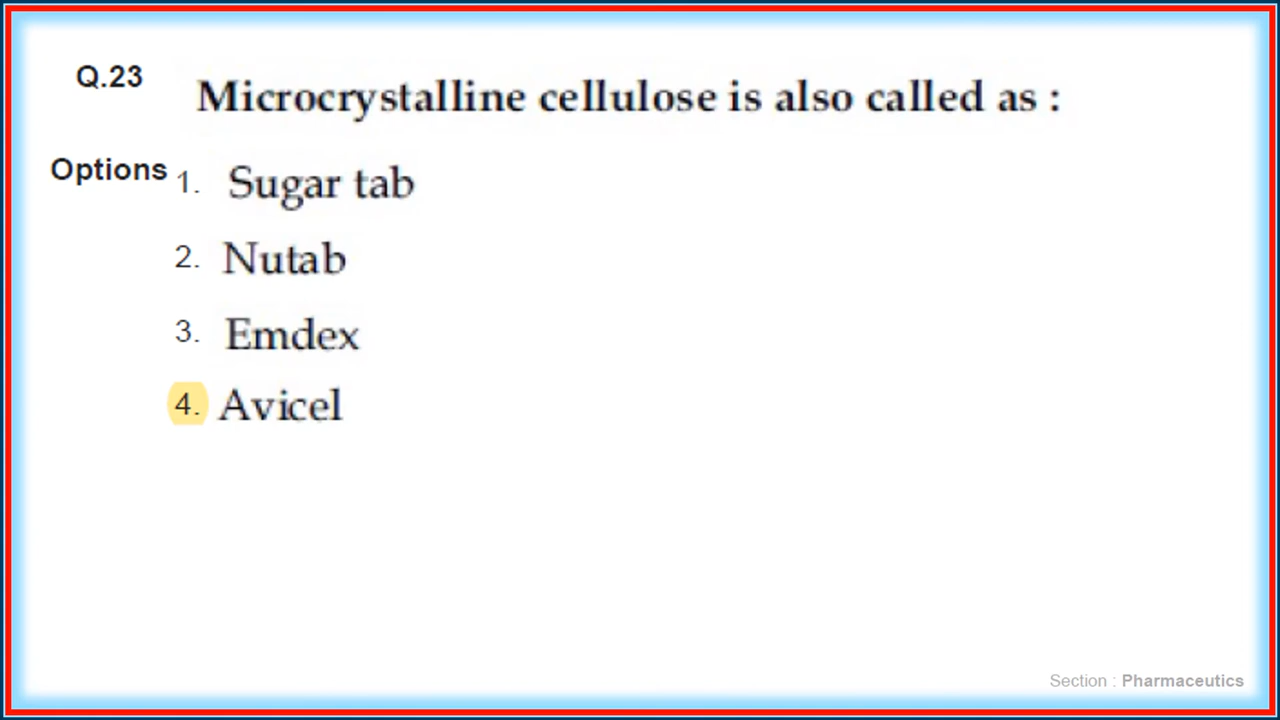 Q.23 Microcrystalline cellulose is also called as :
Options 1. Sugar tab
2. Nutab
3. Emdex
4. Avicel
Section : Pharmaceutics